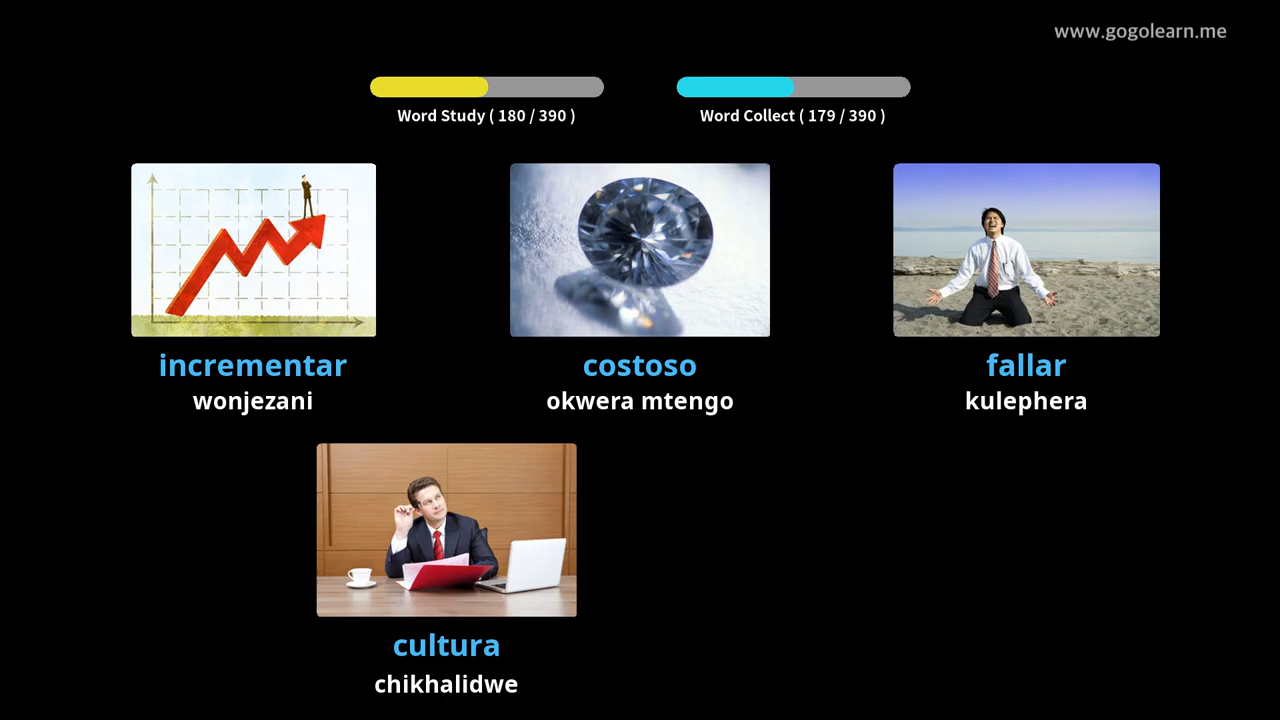 www.gogolearn.me
Word Study ( 180 / 390 )
Word Collect ( 179 / 390 )
incrementar
wonjezani
costoso
okwera mtengo
fallar
kulephera
cultura
chikhalidwe